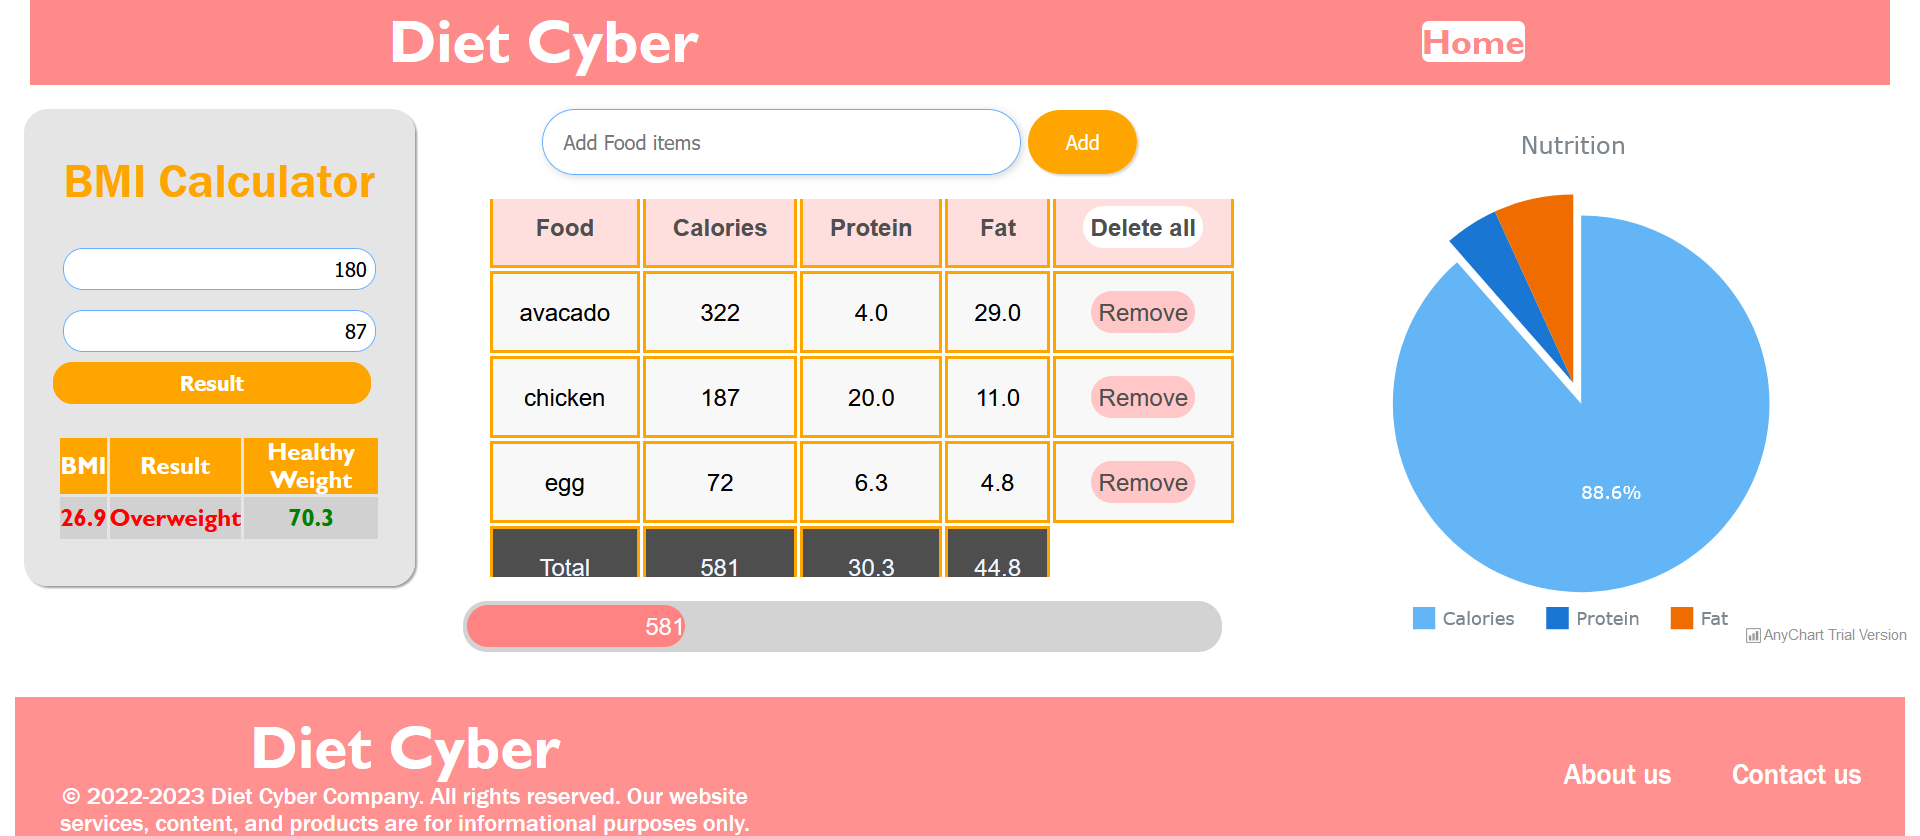 Diet Cyber
Home
BMI Calculator
180
87
Result
BMI Result Healthy Weight
26.9 Overweight 70.3
Add Food items Add
Food Calories Protein Fat Delete all
avacado 322 4.0 29.0 Remove
chicken 187 20.0 11.0 Remove
egg 72 6.3 4.8 Remove
Total 581 30.3 44.8
581
Nutrition
88.6%
Calories Protein Fat
AnyChart Trial Version
Diet Cyber
© 2022-2023 Diet Cyber Company. All rights reserved. Our website
services, content, and products are for informational purposes only.
About us Contact us